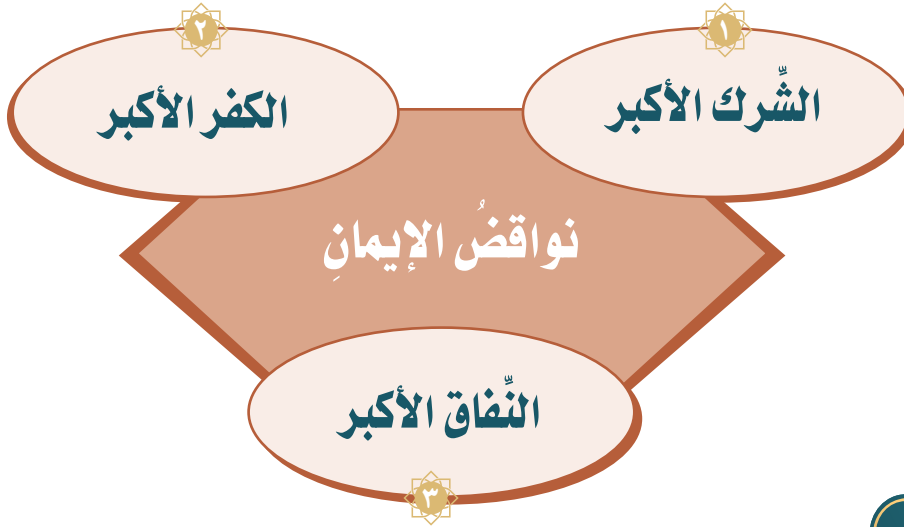 ١
الشِّرك الأكبر
٢
الكفر الأكبر
نواقضُ الإيمانِ
النِّفاق الأكبر
٣